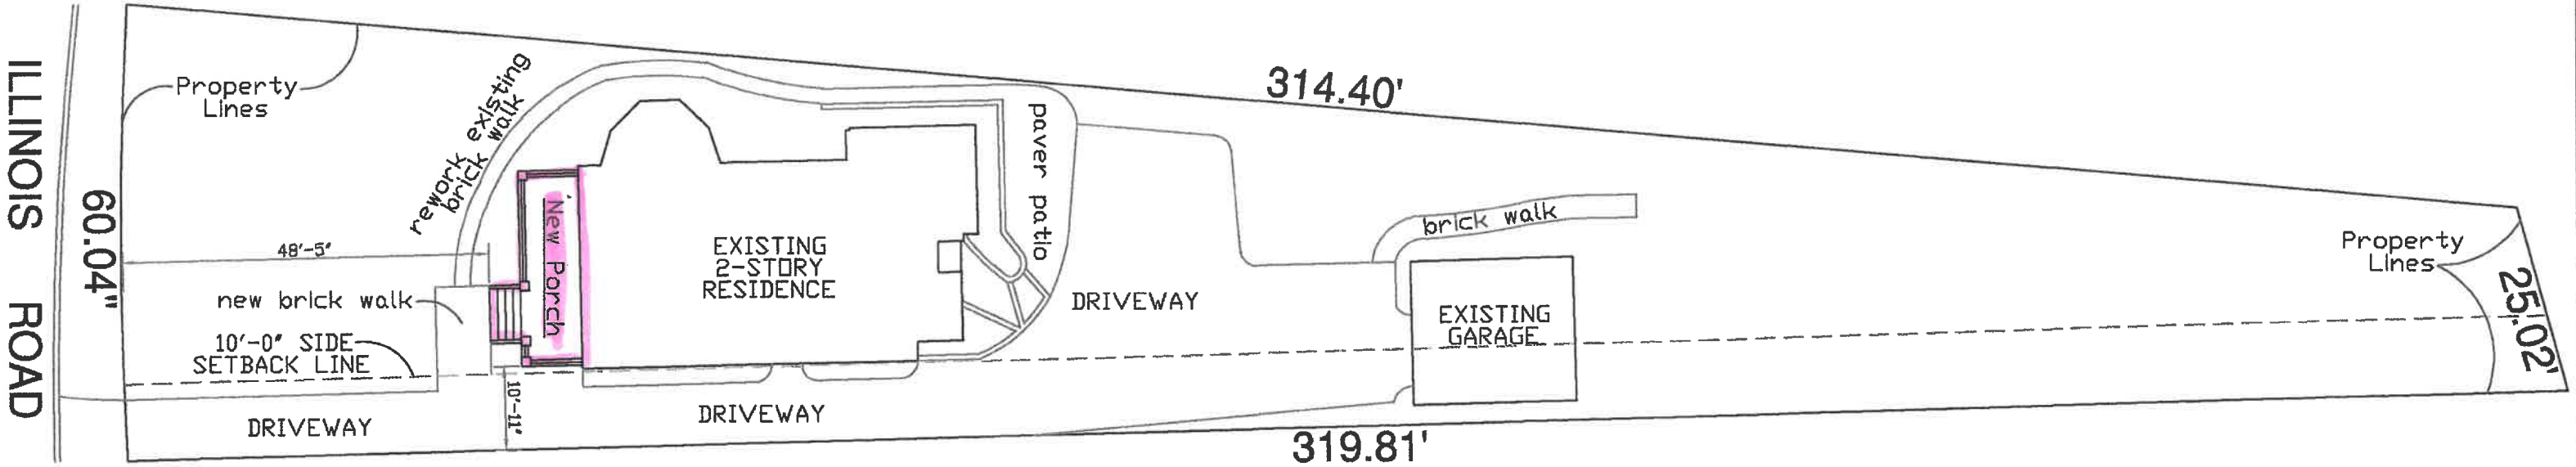 ILLINOIS ROAD
Property
Lines
60.04"
48'-5"
new brick walk
10'-0" SIDE
SETBACK LINE
DRIVEWAY
rework existing
brick walk
New Porch
10'-11"
EXISTING
2-STORY
RESIDENCE
DRIVEWAY
paver patio
DRIVEWAY
314.40'
brick walk
EXISTING
GARAGE
319.81'
Property
Lines
25.02'